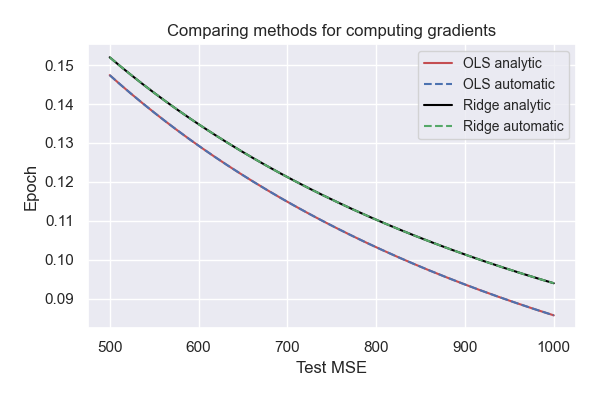 Comparing methods for computing gradients
OLS analytic
OLS automatic
Ridge analytic
Ridge automatic
Epoch
0.15
0.14
0.13
0.12
0.11
0.10
0.09
500 600 700 800 900 1000
Test MSE